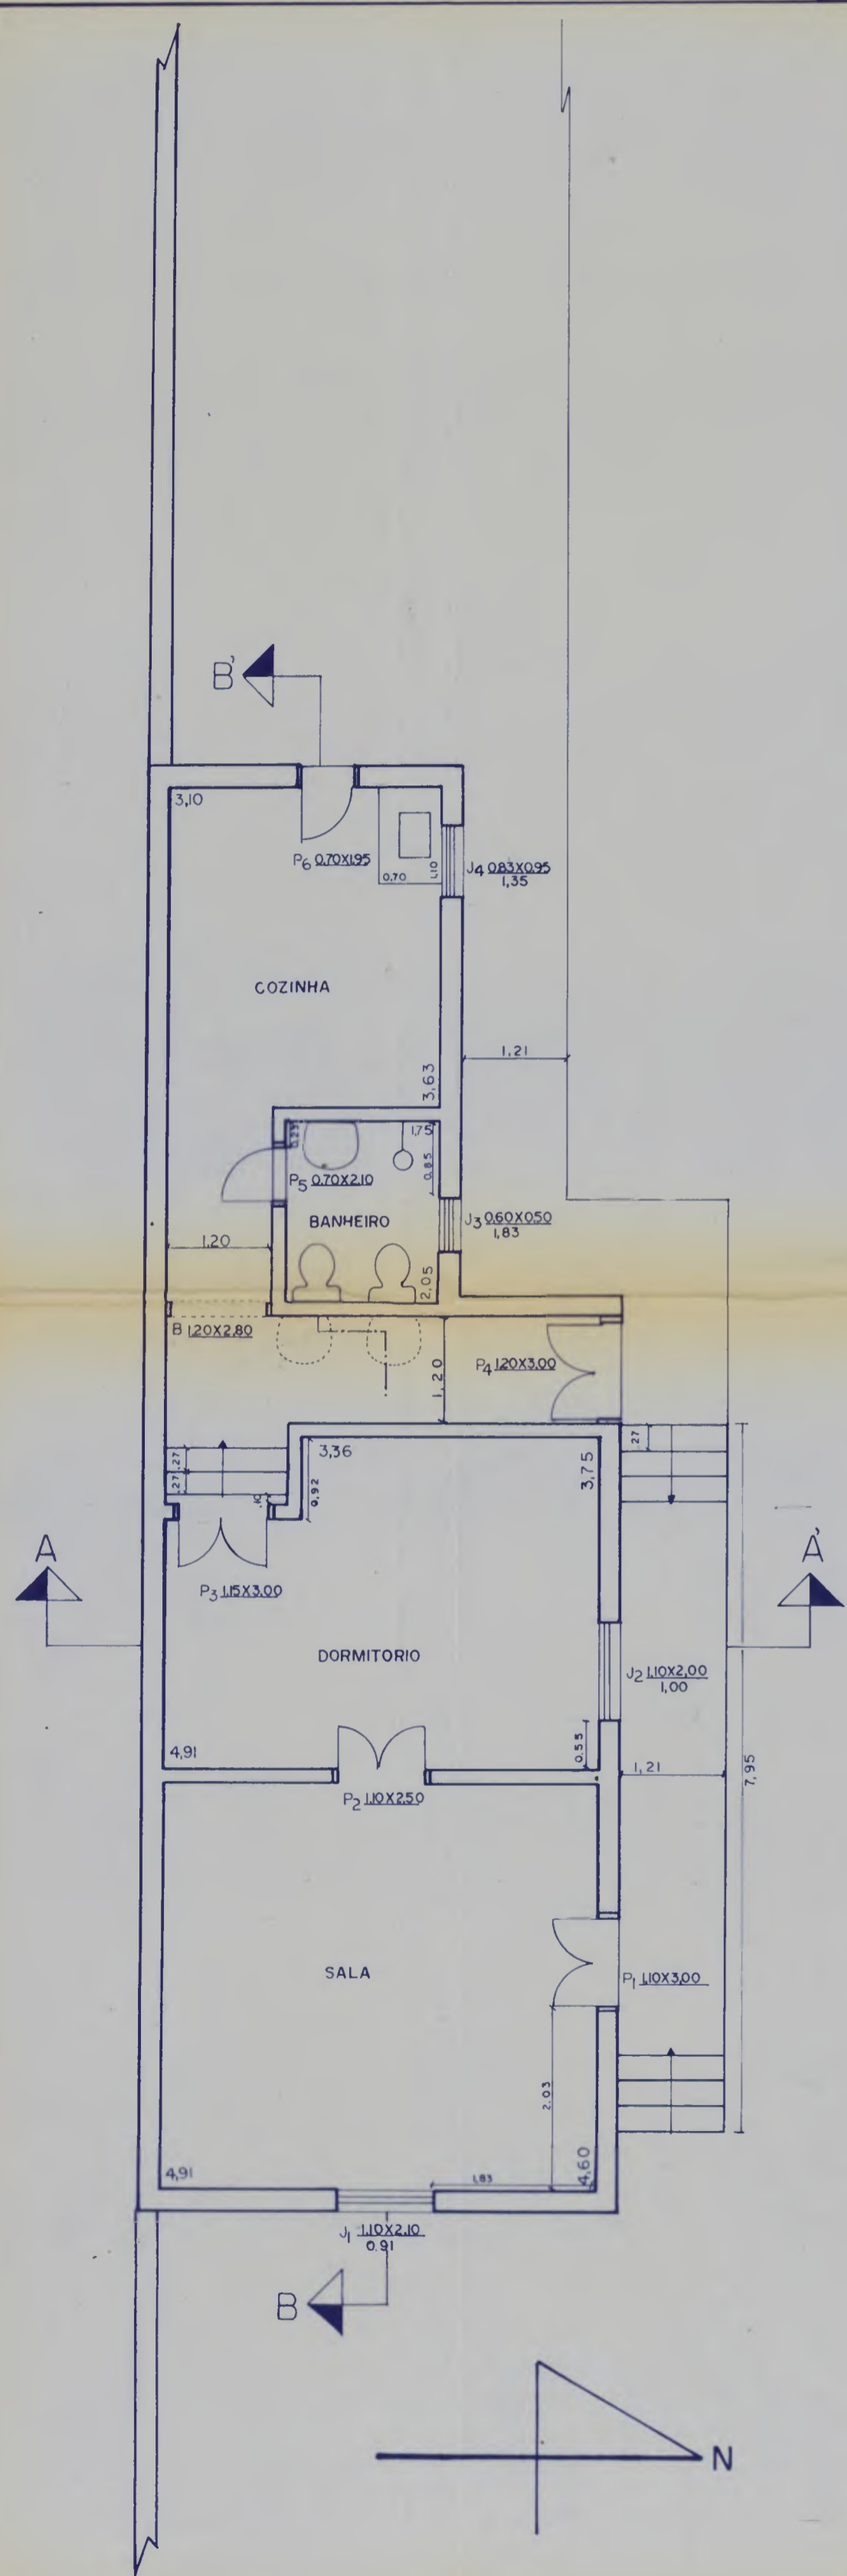 B'
3,10
P6 0.70X1.95
0.70
1,10
J4 0.83X0.95
1,35
COZINHA
1,21
3,63
0.25
1,75
0,85
P5 0.70X2.10
BANHEIRO
J3 0.60X0.50
1,83
1,20
2,05
B 1.20X2.80
1,20
P4 1.20X3.00
3,36
3,75
.27
.27
.27
.10
0,92
A
A'
P3 1.15X3.00
DORMITORIO
J2 1.10X2.00
1,00
4,91
0.55
1,21
7,95
P2 1.10X2.50
SALA
P1 1.10X3.00
2.03
4,91
1,83
4,60
J1 1.10X2.10
0.91
B
N